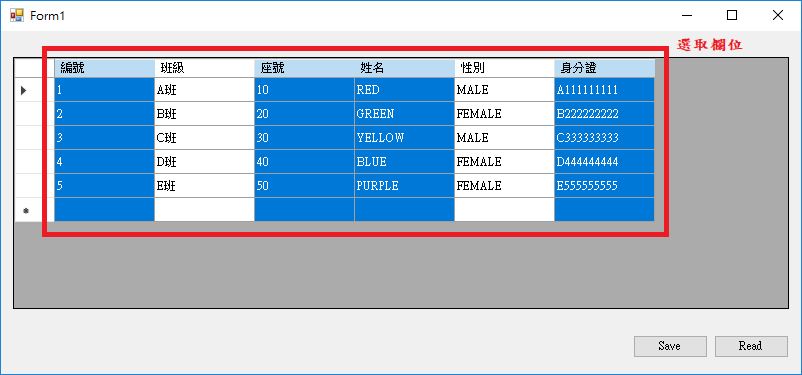 Form1
選取欄位
編號 班級 座號 姓名 性別 身分證
1 A班 10 RED MALE A111111111
2 B班 20 GREEN FEMALE B222222222
3 C班 30 YELLOW MALE C333333333
4 D班 40 BLUE FEMALE D444444444
5 E班 50 PURPLE FEMALE E555555555
Save Read